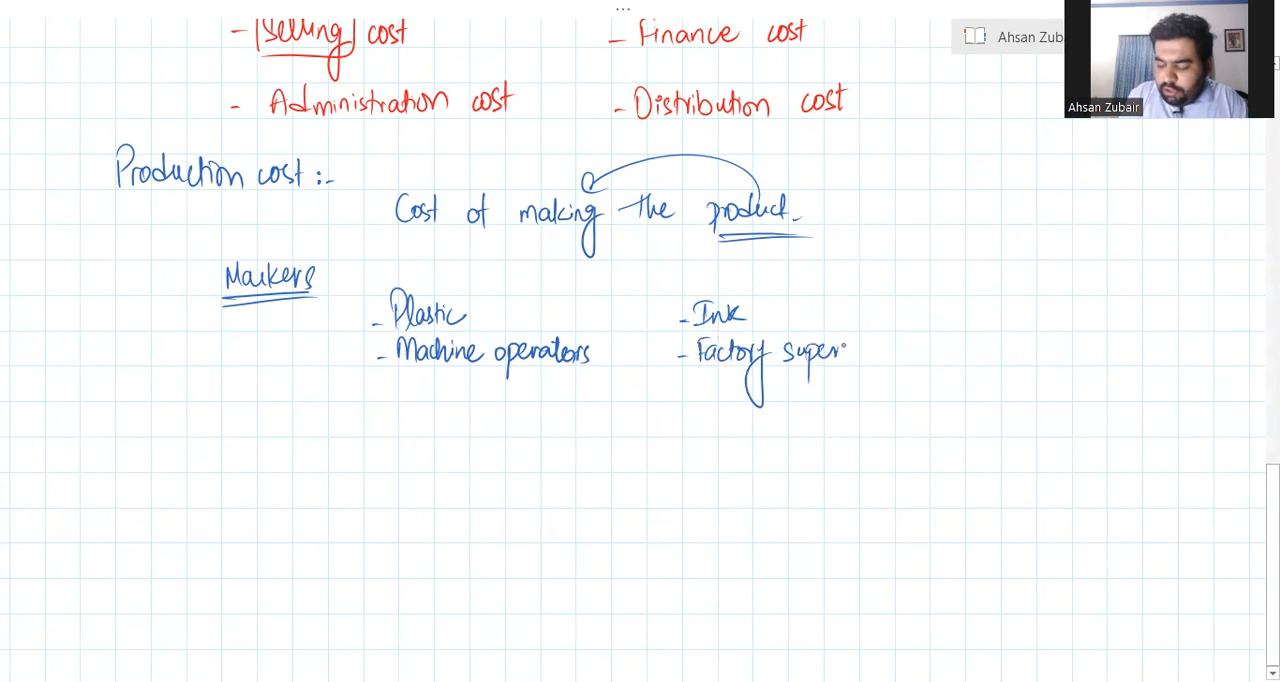 ...
- Selling cost - Finance cost
Ahsan Zub
- Administration cost - Distribution cost
Ahsan Zubair
Production cost :-
Cost of making the product.
Markers
- Plastic - Ink
- Machine operators - Factory super